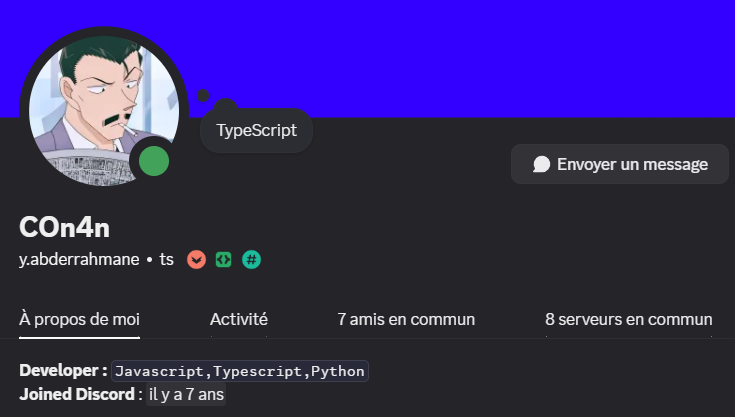 TypeScript
Envoyer un message
COn4n
y.abderrahmane • ts #
À propos de moi Activité 7 amis en commun 8 serveurs en commun
Developer : Javascript,Typescript,Python
Joined Discord : il y a 7 ans